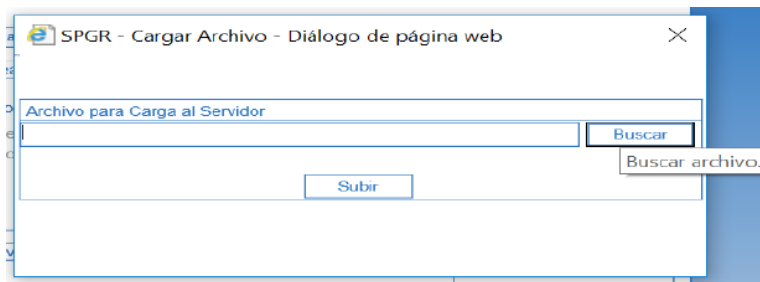 SPGR - Cargar Archivo - Diálogo de página web
Archivo para Carga al Servidor
Buscar
Buscar archivo.
Subir